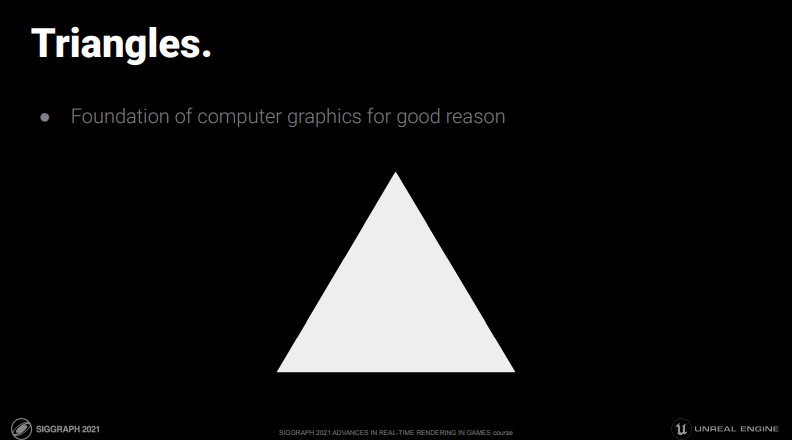 Triangles.
● Foundation of computer graphics for good reason
SIGGRAPH 2021
SIGGRAPH 2021 ADVANCES IN REAL-TIME RENDERING IN GAMES course
UNREAL ENGINE